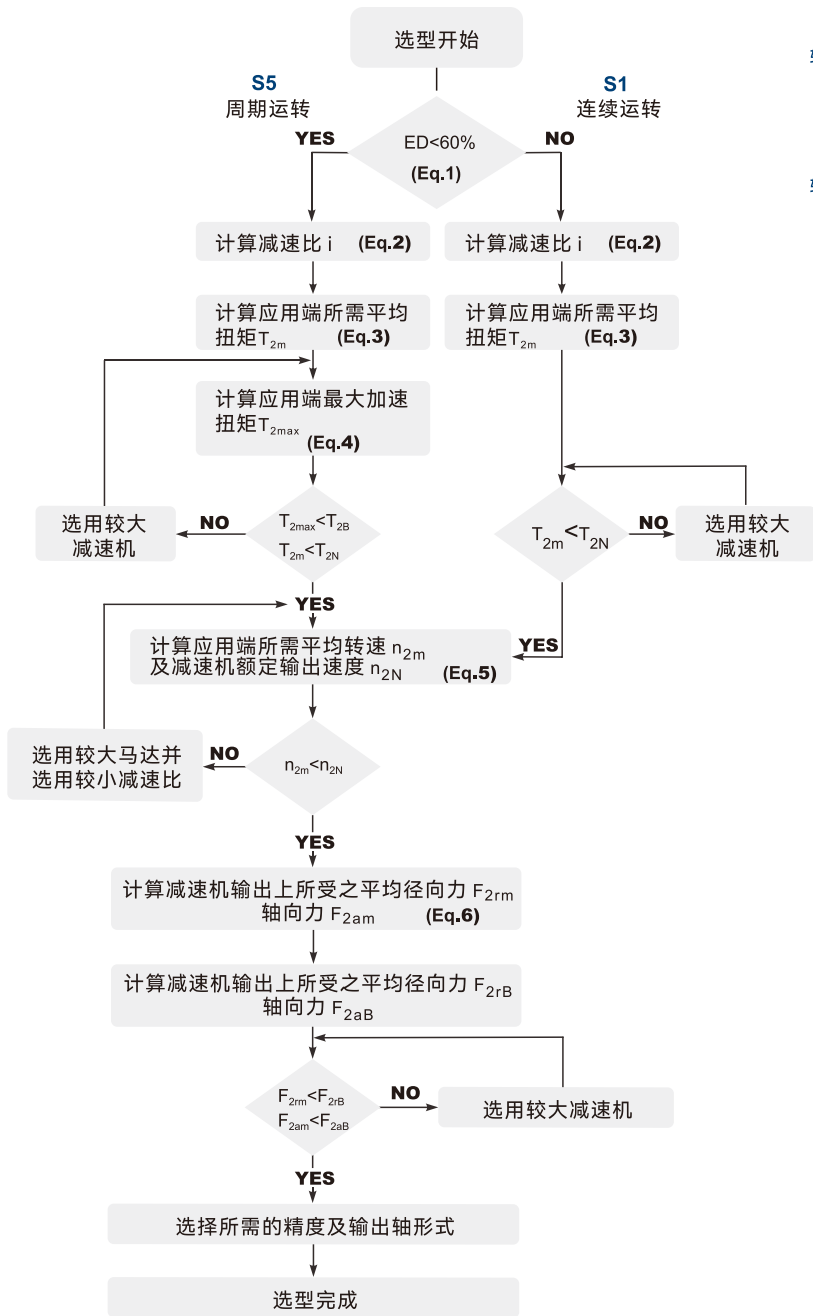 选型开始
S5
周期运转
S1
连续运转
YES
NO
ED<60%
(Eq.1)
计算减速比 i (Eq.2)
计算减速比 i (Eq.2)
计算应用端所需平均
扭矩T2m (Eq.3)
计算应用端所需平均
扭矩T2m (Eq.3)
计算应用端最大加速
扭矩T2max
(Eq.4)
选用较大
减速机
NO
T2max<T2B
T2m<T2N
T2m<T2N
NO
选用较大
减速机
YES
YES
计算应用端所需平均转速 n2m
及减速机额定输出速度 n2N (Eq.5)
选用较大马达并
选用较小减速比
NO
n2m<n2N
YES
计算减速机输出上所受之平均径向力 F2rm
轴向力 F2am (Eq.6)
计算减速机输出上所受之平均径向力 F2rB
轴向力 F2aB
F2rm<F2rB
F2am<F2aB
NO
选用较大减速机
YES
选择所需的精度及输出轴形式
选型完成